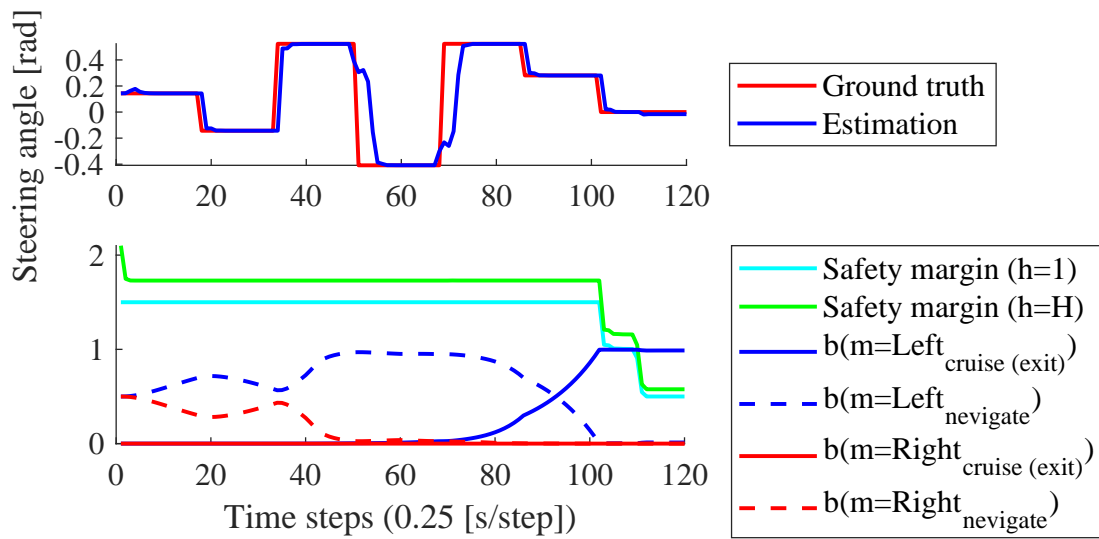 Steering angle [rad]
0.4
0.2
0
-0.2
-0.4
0 20 40 60 80 100 120
Ground truth
Estimation
2
1
0
0 20 40 60 80 100 120
Time steps (0.25 [s/step])
Safety margin (h=1)
Safety margin (h=H)
b(m=Left_cruise (exit))
b(m=Left_nevigate)
b(m=Right_cruise (exit))
b(m=Right_nevigate)